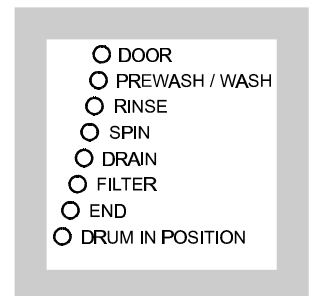 DOOR
PREWASH / WASH
RINSE
SPIN
DRAIN
FILTER
END
DRUM IN POSITION